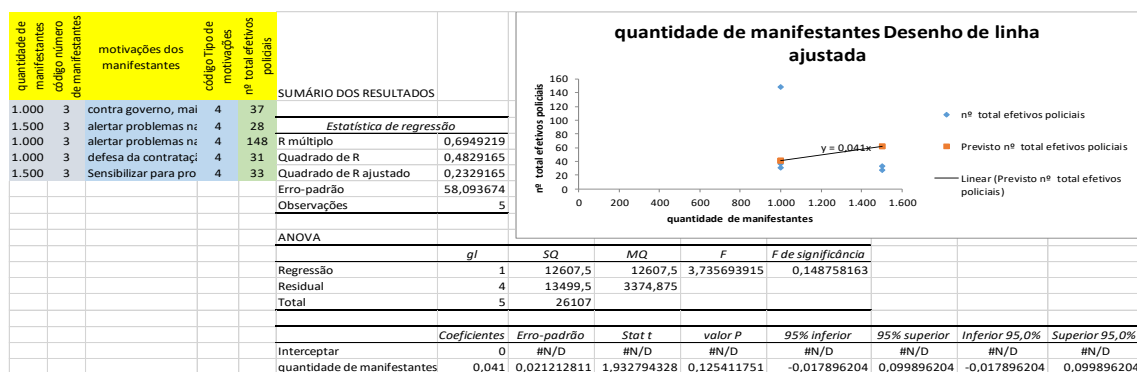 quantidade de manifestantes
código número de manifestantes
motivações dos manifestantes
código Tipo de motivações
nº total efetivos policiais
1.000 3 contra governo, mai 4 37
1.500 3 alertar problemas na 4 28
1.000 3 alertar problemas na 4 148
1.000 3 defesa da contrataçã 4 31
1.500 3 Sensibilizar para pro 4 33
SUMÁRIO DOS RESULTADOS
Estatística de regressão
R múltiplo 0,6949219
Quadrado de R 0,4829165
Quadrado de R ajustado 0,2329165
Erro-padrão 58,093674
Observações 5
quantidade de manifestantes Desenho de linha
ajustada
nº total efetivos policiais
160
140
120
100
80
60
40
20
0
y = 0,041x
0 200 400 600 800 1.000 1.200 1.400 1.600
quantidade de manifestantes
nº total efetivos policiais
Previsto nº total efetivos policiais
Linear (Previsto nº total efetivos
policiais)
ANOVA
gl SQ MQ F F de significância
Regressão 1 12607,5 12607,5 3,735693915 0,148758163
Residual 4 13499,5 3374,875
Total 5 26107
Coeficientes Erro-padrão Stat t valor P 95% inferior 95% superior Inferior 95,0% Superior 95,0%
Interceptar 0 #N/D #N/D #N/D #N/D #N/D #N/D #N/D
quantidade de manifestantes 0,041 0,021212811 1,932794328 0,125411751 -0,017896204 0,099896204 -0,017896204 0,099896204